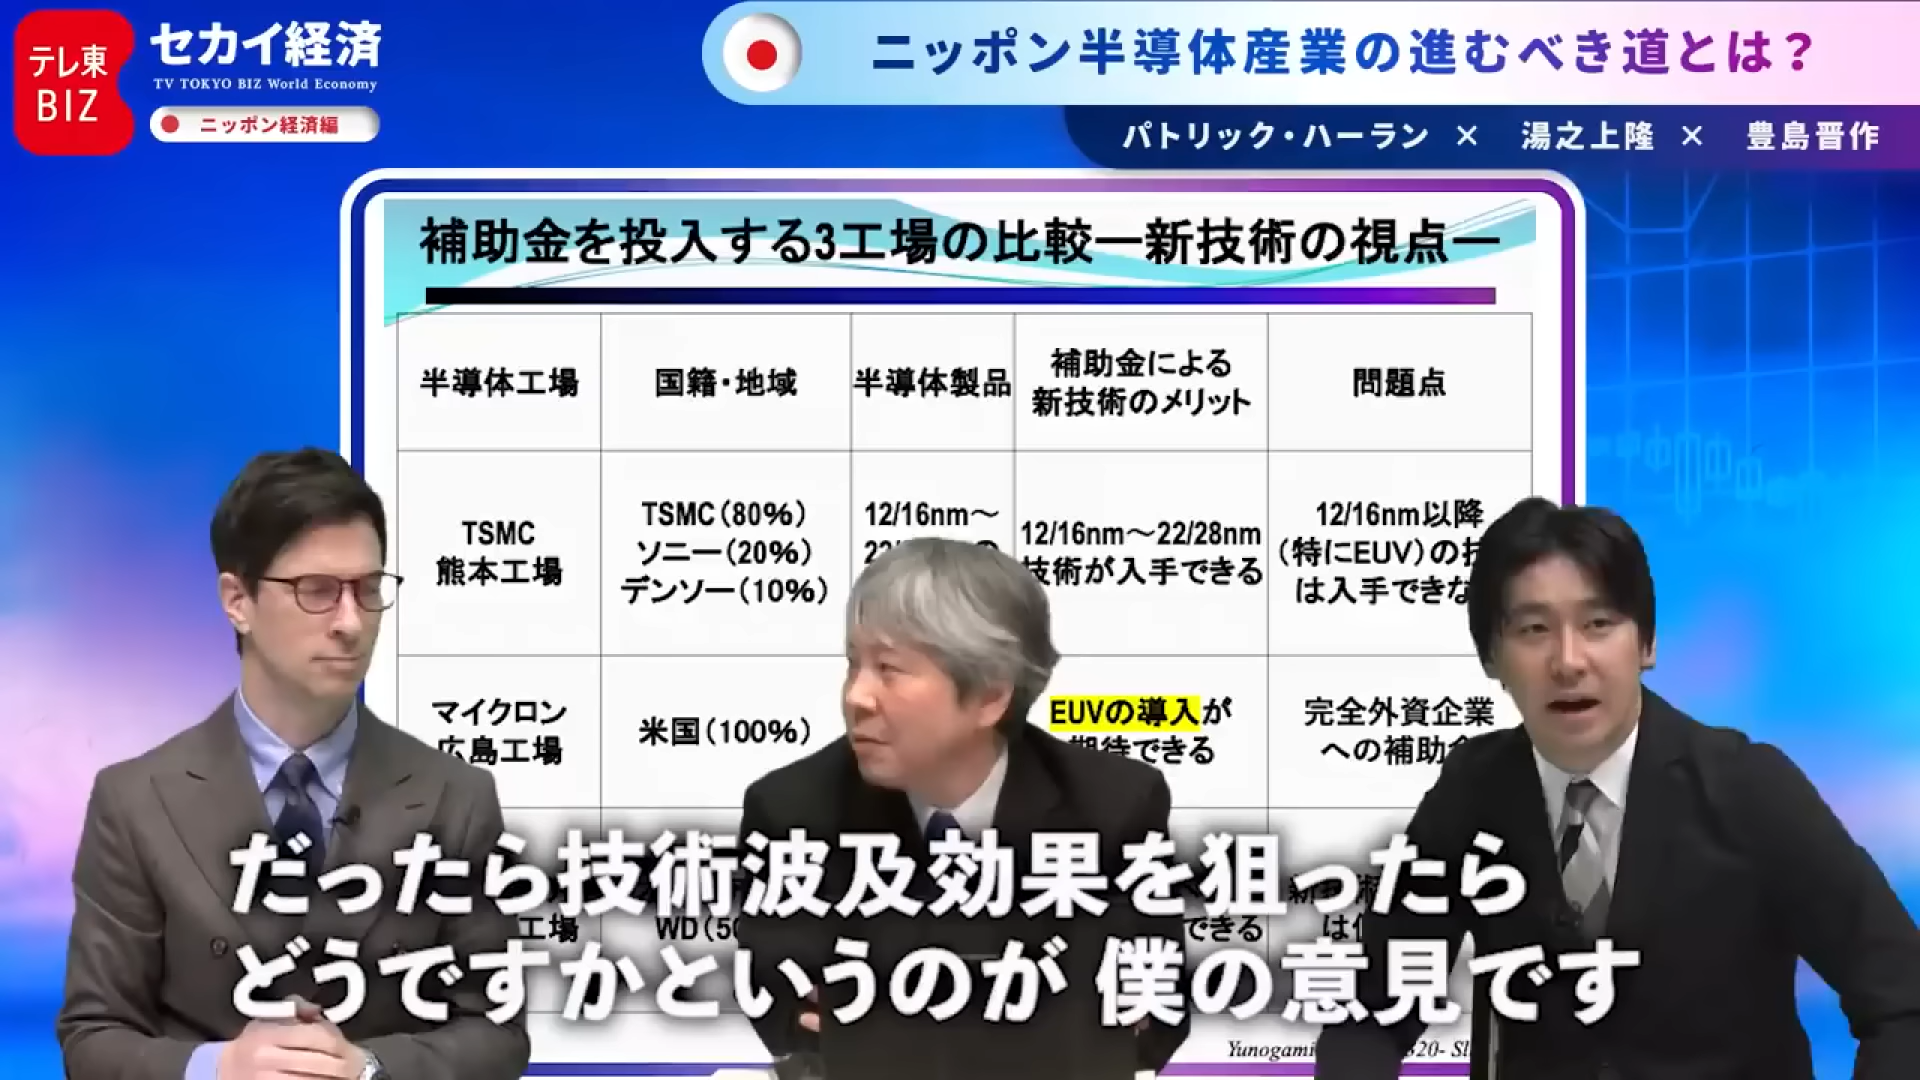 テレ東
BIZ
セカイ経済
TV TOKYO BIZ World Economy
ニッポン経済編
ニッポン半導体産業の進むべき道とは？
パトリック・ハーラン × 湯之上隆 × 豊島晋作
補助金を投入する3工場の比較―新技術の視点―
半導体工場
国籍・地域
半導体製品
補助金による
新技術のメリット
問題点
TSMC
熊本工場
TSMC（80%）
ソニー（20%）
デンソー（10%）
12/16nm～
12/16nm～22/28nm
技術が入手できる
12/16nm以降
（特にEUV）の
は入手でき
マイクロン
広島工場
米国（100%）
EUVの導入が
期待できる
完全外資企業
への補助
工場
WD（50
できる
は
だったら技術波及効果を狙ったら
どうですかというのが 僕の意見です
Yunogami
320-